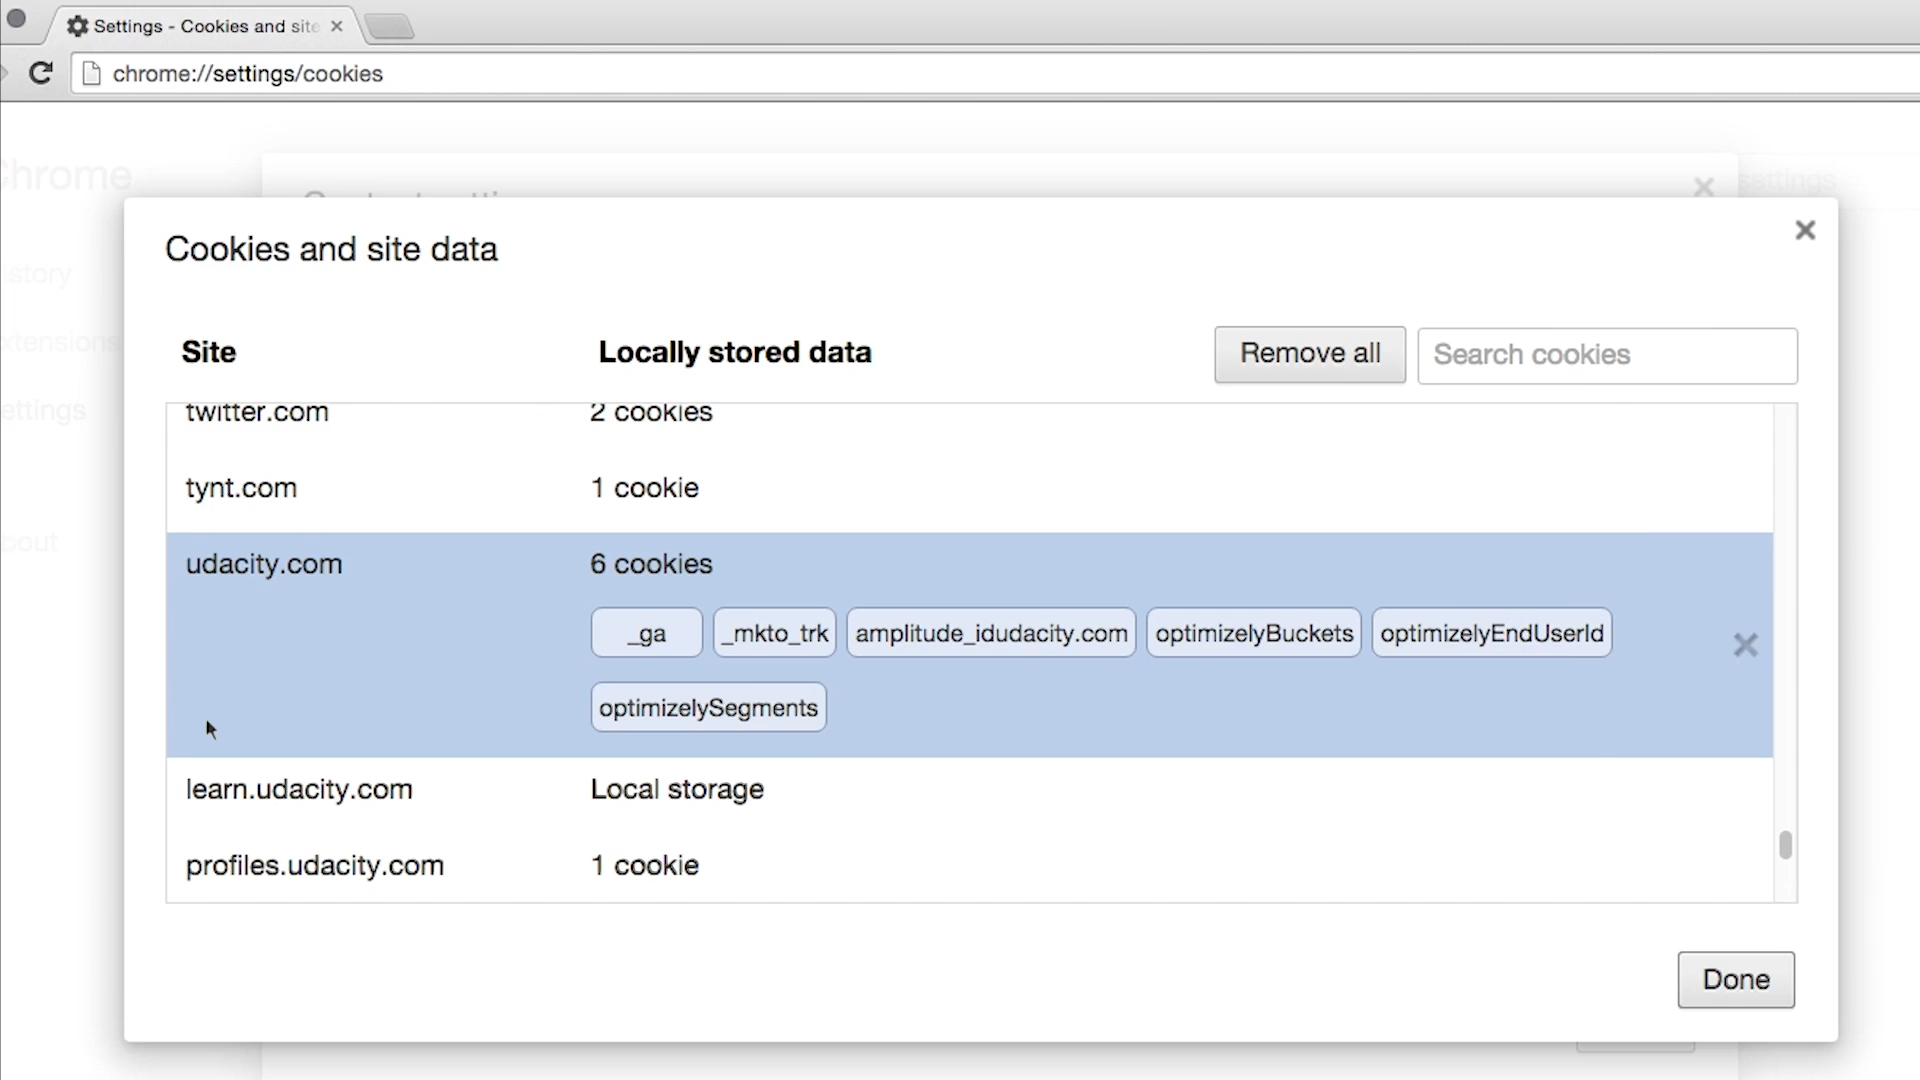 Settings - Cookies and site
chrome://settings/cookies
Chrome
settings
Cookies and site data
Site
Locally stored data
Remove all
Search cookies
twitter.com
2 cookies
tynt.com
1 cookie
udacity.com
6 cookies
_ga
_mkto_trk
amplitude_idudacity.com
optimizelyBuckets
optimizelyEndUserId
optimizelySegments
learn.udacity.com
Local storage
profiles.udacity.com
1 cookie
Done